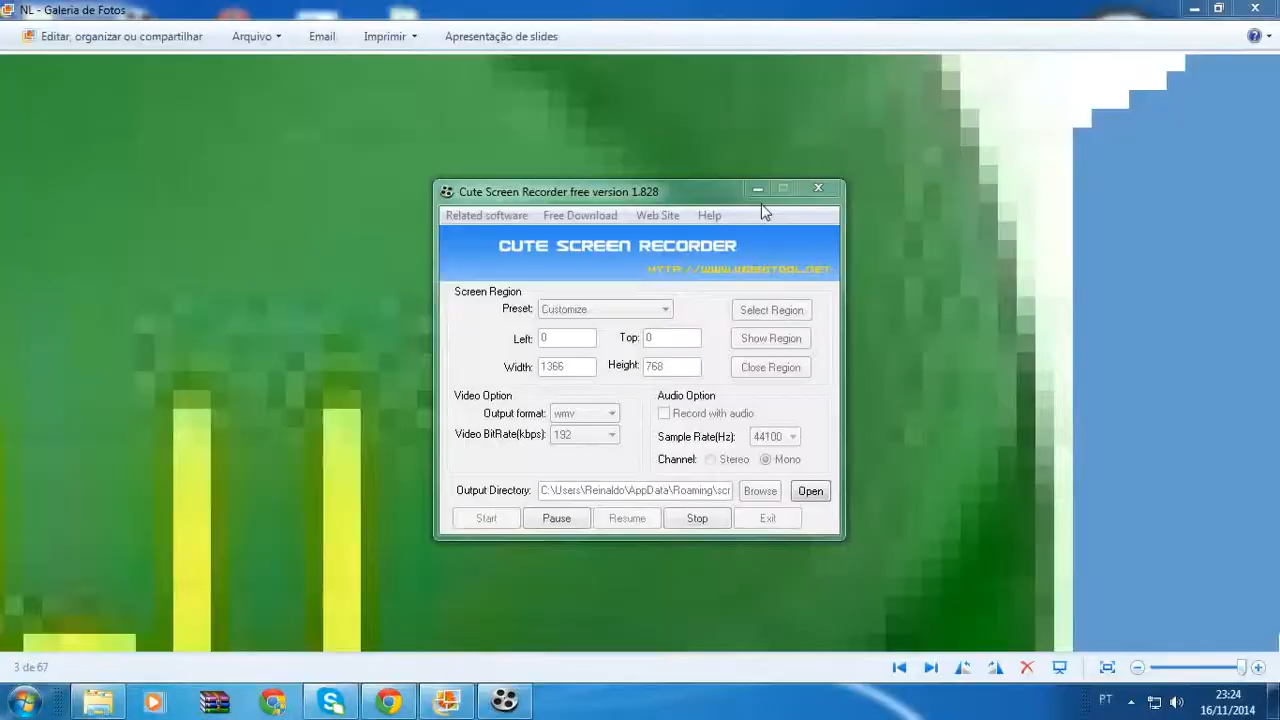 NL - Galeria de Fotos
Editar, organizar ou compartilhar Arquivo Email Imprimir Apresentação de slides
Cute Screen Recorder free version 1.828
Related software Free Download Web Site Help
CUTE SCREEN RECORDER
Screen Region
Preset: Customize Select Region
Left: 0 Top: 0 Show Region
Width: 1366 Height: 768 Close Region
Video Option Audio Option
Output format: wmv Record with audio
Video BitRate(kbps): 192 Sample Rate(Hz): 44100
Channel: Stereo Mono
Output Directory: C:\Users\Reinaldo\AppData\Roaming\scr Browse Open
Start Pause Resume Stop Exit
3 de 67
PT 23:24
16/11/2014